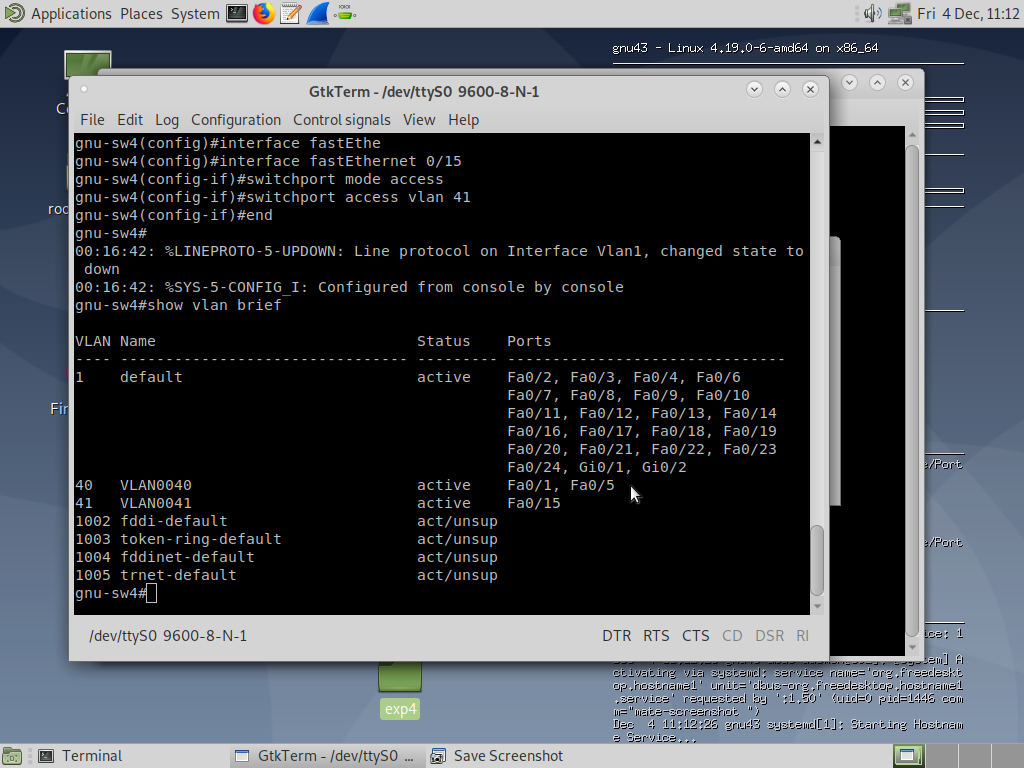 Applications Places System
Fri 4 Dec, 11:12
gnu43 - Linux 4.19.0-6-amd64 on x86_64
GtkTerm - /dev/ttyS0 9600-8-N-1
File Edit Log Configuration Control signals View Help
gnu-sw4(config)#interface fastEthe
gnu-sw4(config)#interface fastEthernet 0/15
gnu-sw4(config-if)#switchport mode access
gnu-sw4(config-if)#switchport access vlan 41
gnu-sw4(config-if)#end
gnu-sw4#
00:16:42: %LINEPROTO-5-UPDOWN: Line protocol on Interface Vlan1, changed state to
down
00:16:42: %SYS-5-CONFIG_I: Configured from console by console
gnu-sw4#show vlan brief
VLAN Name Status Ports
---- -------------------------------- --------- -------------------------------
1 default active Fa0/2, Fa0/3, Fa0/4, Fa0/6
Fa0/7, Fa0/8, Fa0/9, Fa0/10
Fa0/11, Fa0/12, Fa0/13, Fa0/14
Fa0/16, Fa0/17, Fa0/18, Fa0/19
Fa0/20, Fa0/21, Fa0/22, Fa0/23
Fa0/24, Gi0/1, Gi0/2
40 VLAN0040 active Fa0/1, Fa0/5
41 VLAN0041 active Fa0/15
1002 fddi-default act/unsup
1003 token-ring-default act/unsup
1004 fddinet-default act/unsup
1005 trnet-default act/unsup
gnu-sw4#
/dev/ttyS0 9600-8-N-1
DTR RTS CTS CD DSR RI
e/Port
e/Port
ice: 1
[system] A
ctivating via systemd: service name='org.freedeskt
op.hostname1' unit='dbus-org.freedesktop.hostname1
.service' requested by ':1.50' (uid=0 pid=1446 com
m="mate-screenshot ")
Dec 4 11:12:26 gnu43 systemd[1]: Starting Hostnam
e Service...
exp4
Terminal
GtkTerm - /dev/ttyS0 ...
Save Screenshot